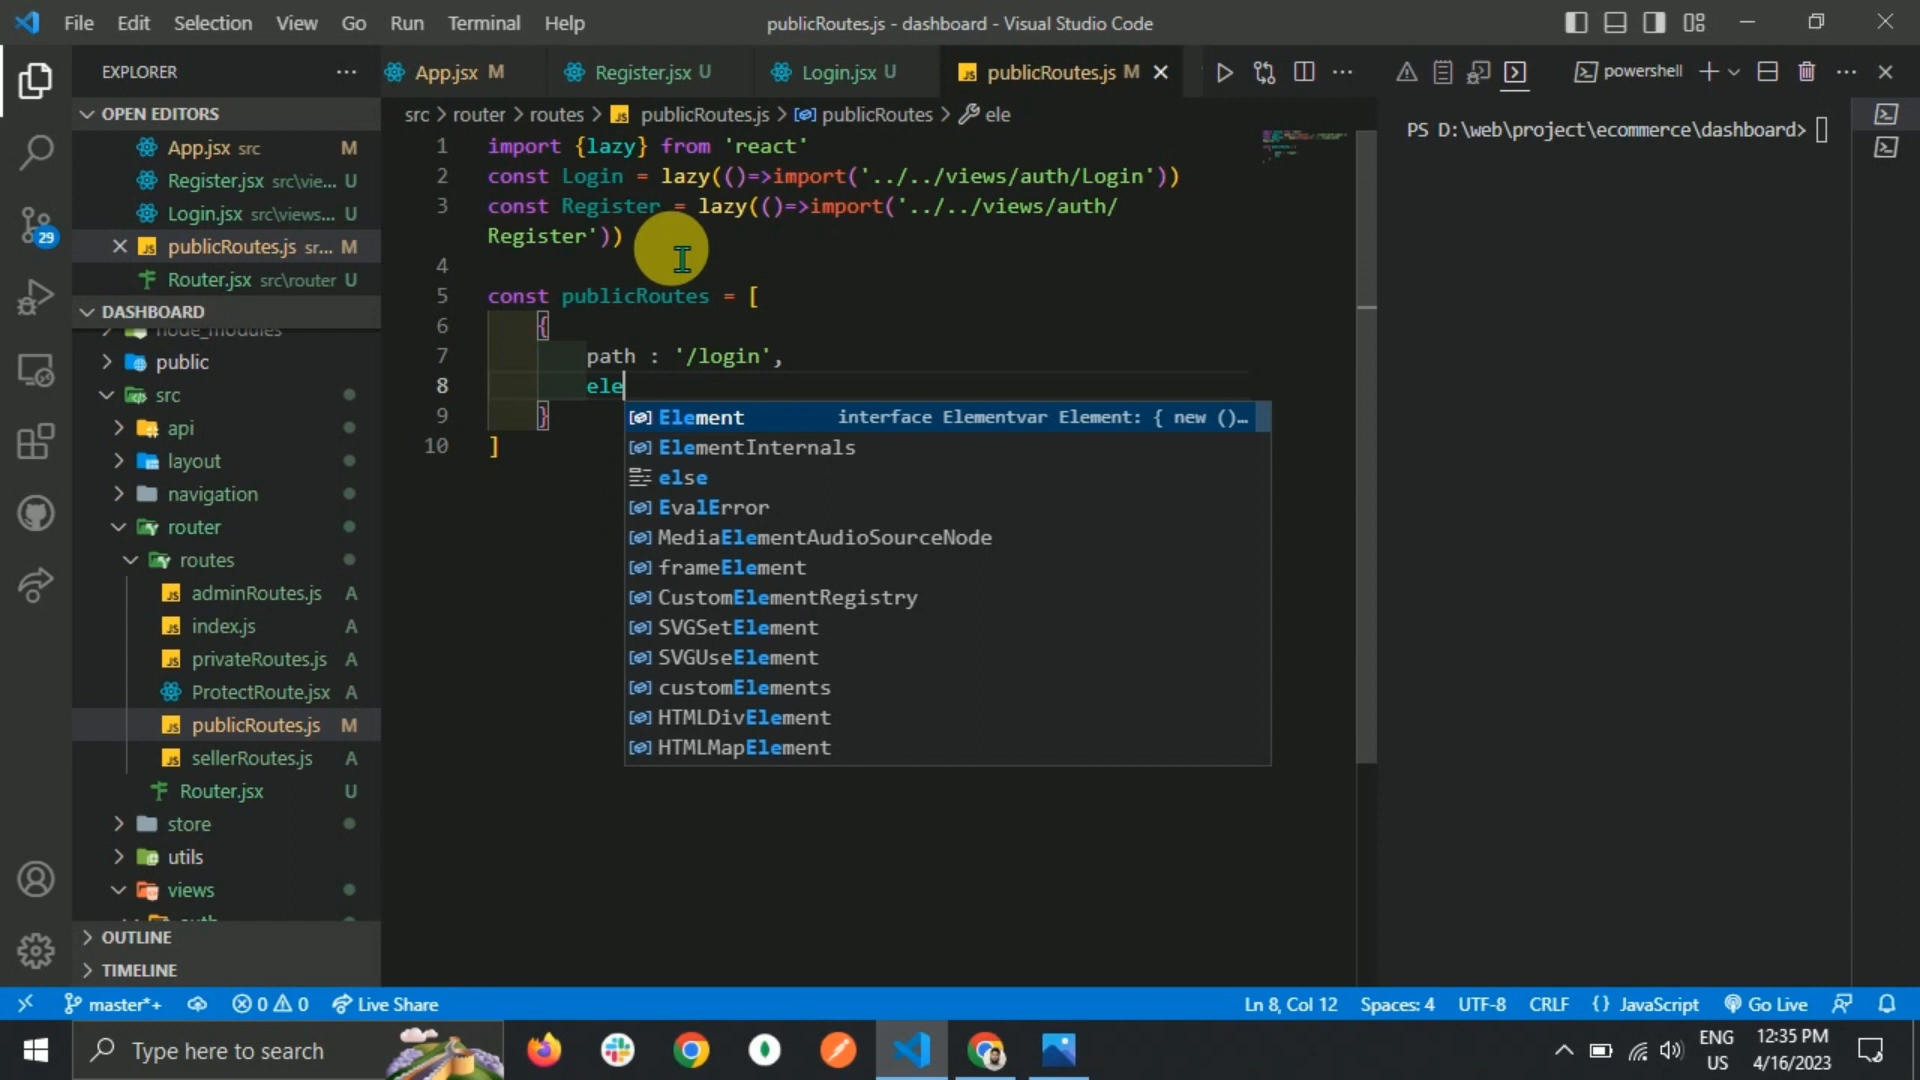 File Edit Selection View Go Run Terminal Help
publicRoutes.js - dashboard - Visual Studio Code
EXPLORER
App.jsx M
Register.jsx U
Login.jsx U
publicRoutes.js M
powershell
OPEN EDITORS
App.jsx src M
Register.jsx src\vie... U
Login.jsx src\views... U
publicRoutes.js sr... M
Router.jsx src\router U
DASHBOARD
node_modules
public
src
api
layout
navigation
router
routes
adminRoutes.js A
index.js A
privateRoutes.js A
ProtectRoute.jsx A
publicRoutes.js M
sellerRoutes.js A
Router.jsx U
store
utils
views
auth
OUTLINE
TIMELINE
29
src > router > routes > publicRoutes.js > publicRoutes > ele
1 import {lazy} from 'react'
2 const Login = lazy(()=>import('../../views/auth/Login'))
3 const Register = lazy(()=>import('../../views/auth/
Register'))
4
5 const publicRoutes = [
6 {
7 path : '/login',
8 ele
9 }
10 ]
Element interface Elementvar Element: { new ()…
ElementInternals
else
EvalError
MediaElementAudioSourceNode
frameElement
CustomElementRegistry
SVGSetElement
SVGUseElement
customElements
HTMLDivElement
HTMLMapElement
PS D:\web\project\ecommerce\dashboard>
master*+ 0 0 Live Share
Ln 8, Col 12 Spaces: 4 UTF-8 CRLF {} JavaScript Go Live
Type here to search
ENG
US
12:35 PM
4/16/2023